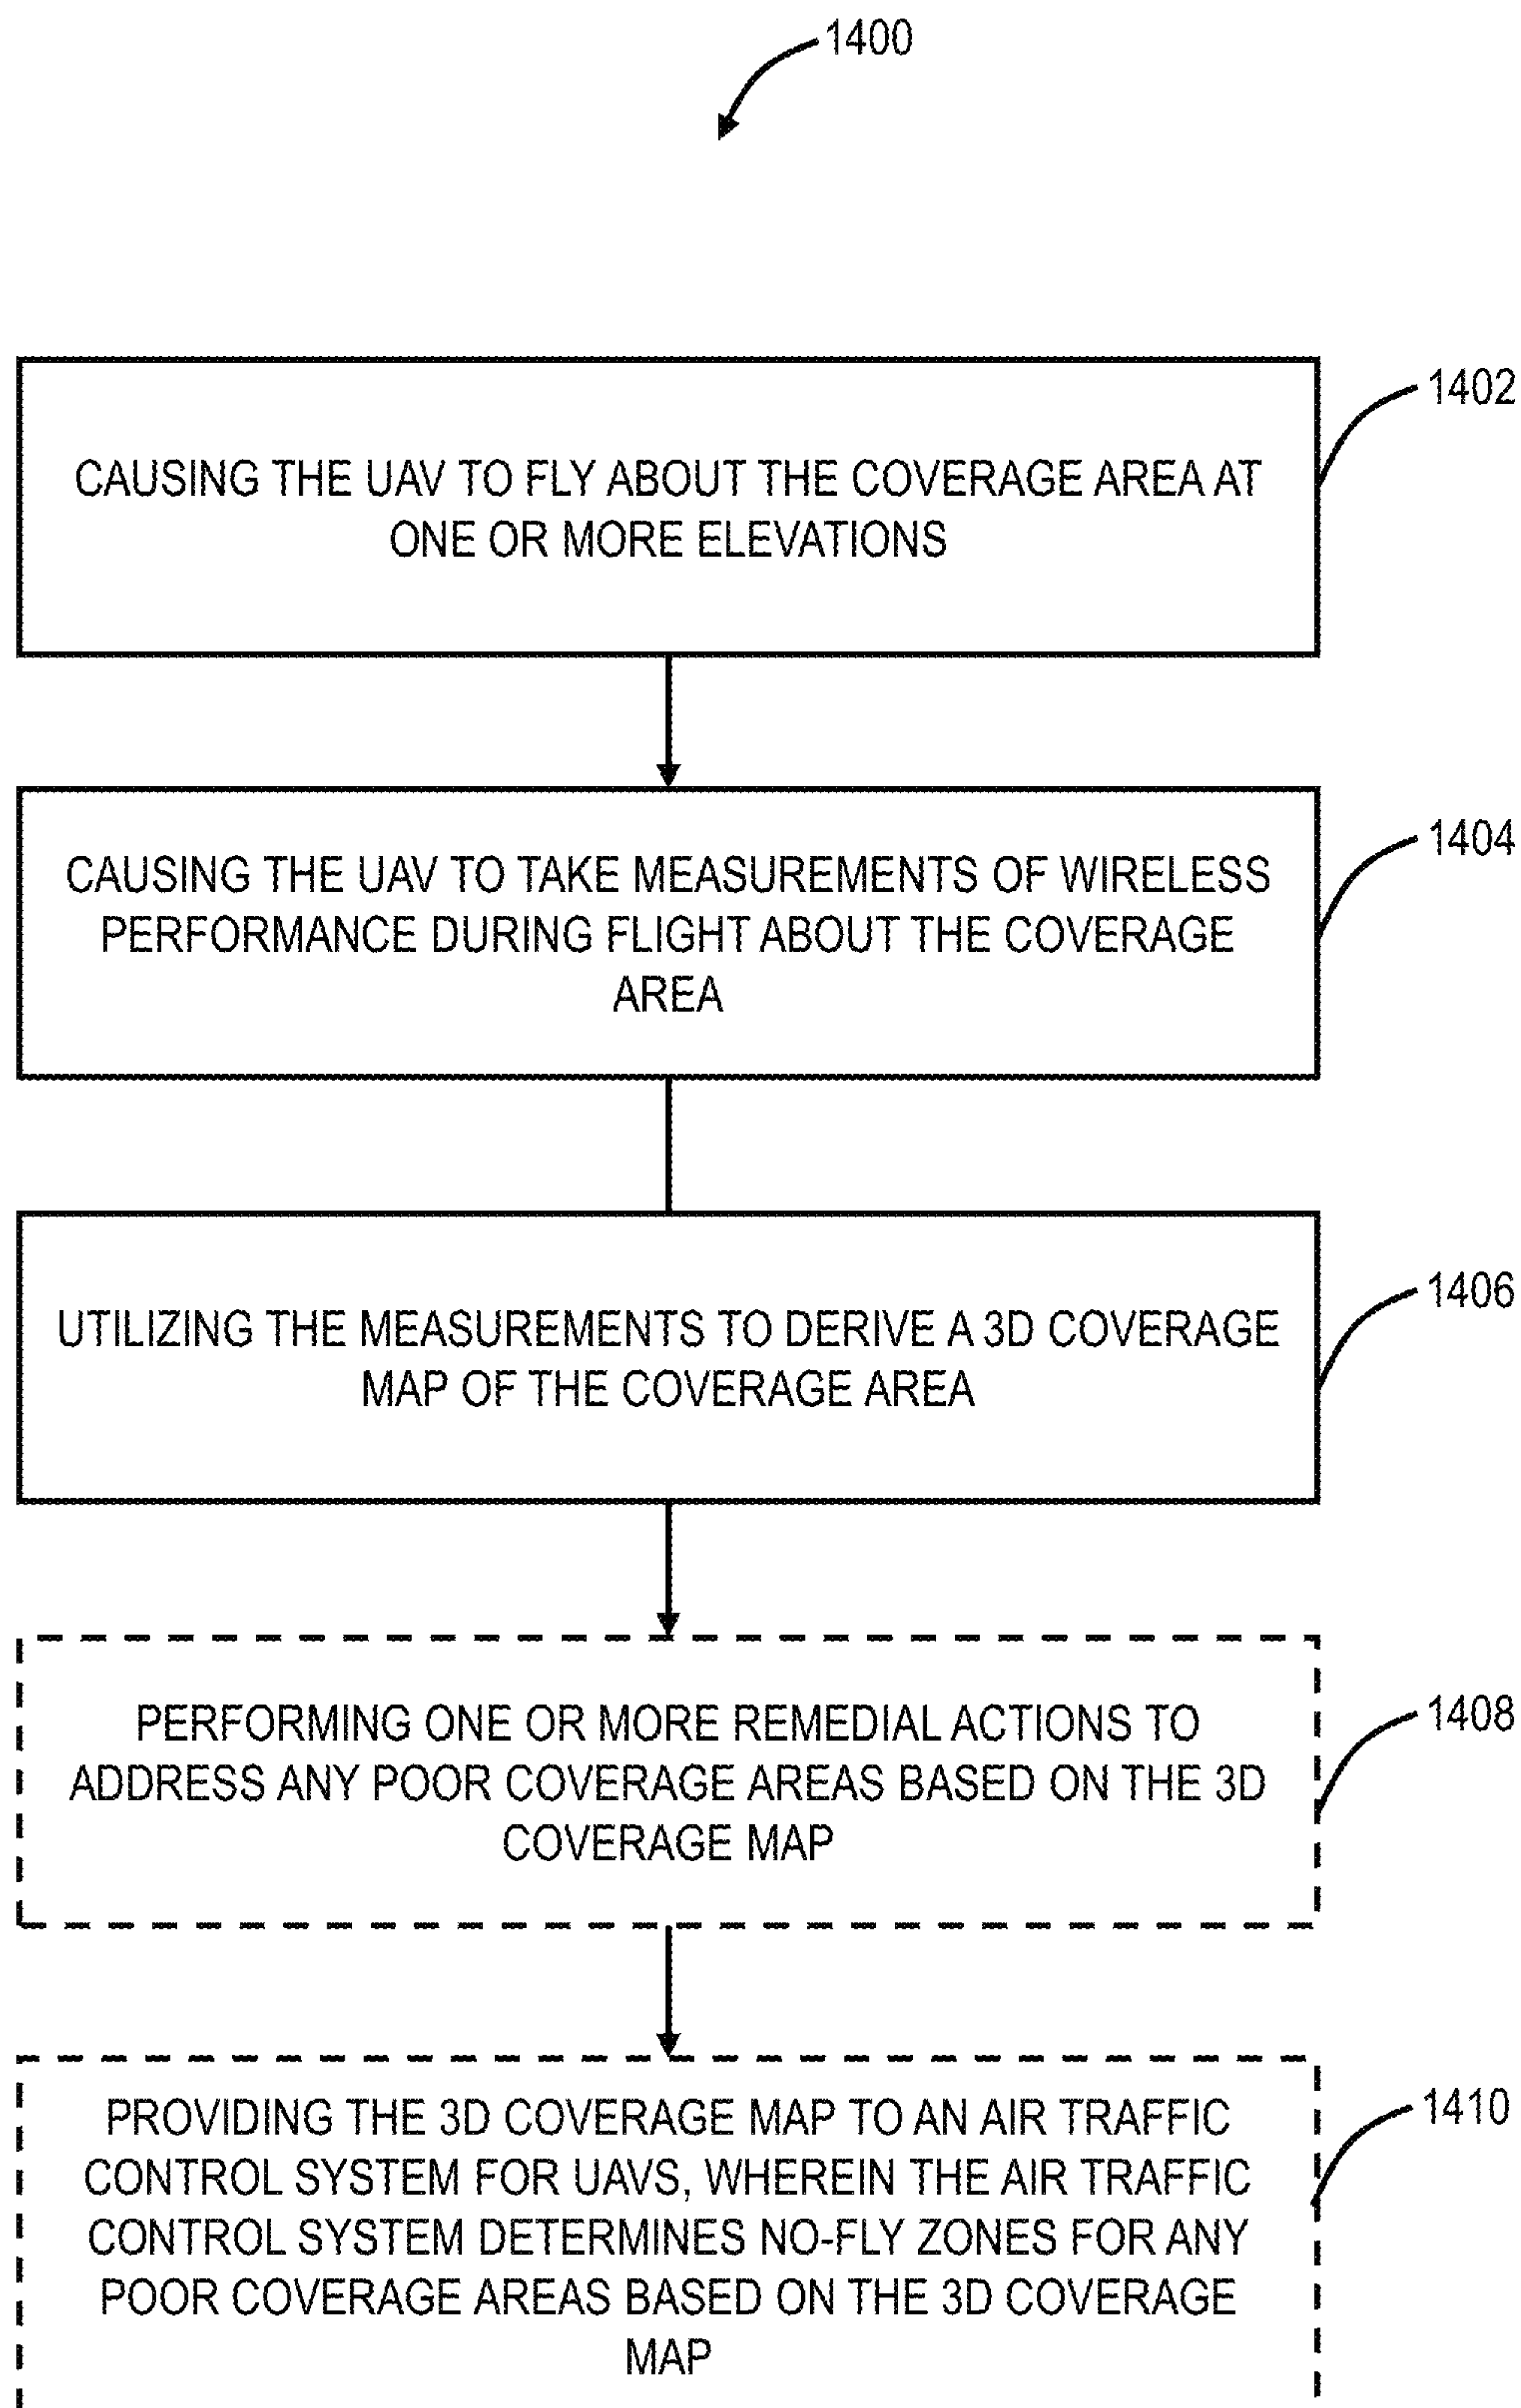 1400
1402
CAUSING THE UAV TO FLY ABOUT THE COVERAGE AREA AT
ONE OR MORE ELEVATIONS
1404
CAUSING THE UAV TO TAKE MEASUREMENTS OF WIRELESS
PERFORMANCE DURING FLIGHT ABOUT THE COVERAGE
AREA
1406
UTILIZING THE MEASUREMENTS TO DERIVE A 3D COVERAGE
MAP OF THE COVERAGE AREA
1408
PERFORMING ONE OR MORE REMEDIAL ACTIONS TO
ADDRESS ANY POOR COVERAGE AREAS BASED ON THE 3D
COVERAGE MAP
1410
PROVIDING THE 3D COVERAGE MAP TO AN AIR TRAFFIC
CONTROL SYSTEM FOR UAVS, WHEREIN THE AIR TRAFFIC
CONTROL SYSTEM DETERMINES NO-FLY ZONES FOR ANY
POOR COVERAGE AREAS BASED ON THE 3D COVERAGE
MAP